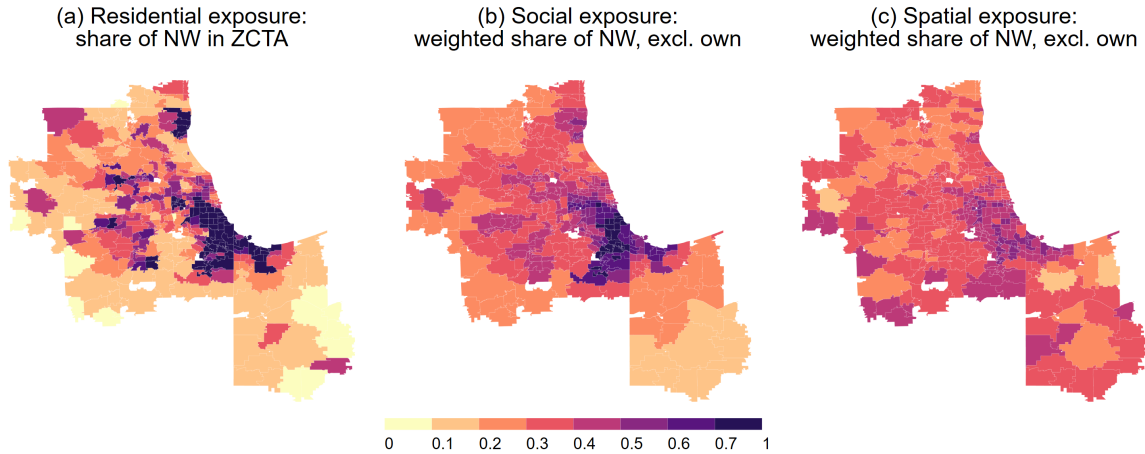 (a) Residential exposure:
share of NW in ZCTA
(b) Social exposure:
weighted share of NW, excl. own
(c) Spatial exposure:
weighted share of NW, excl. own
0 0.1 0.2 0.3 0.4 0.5 0.6 0.7 1